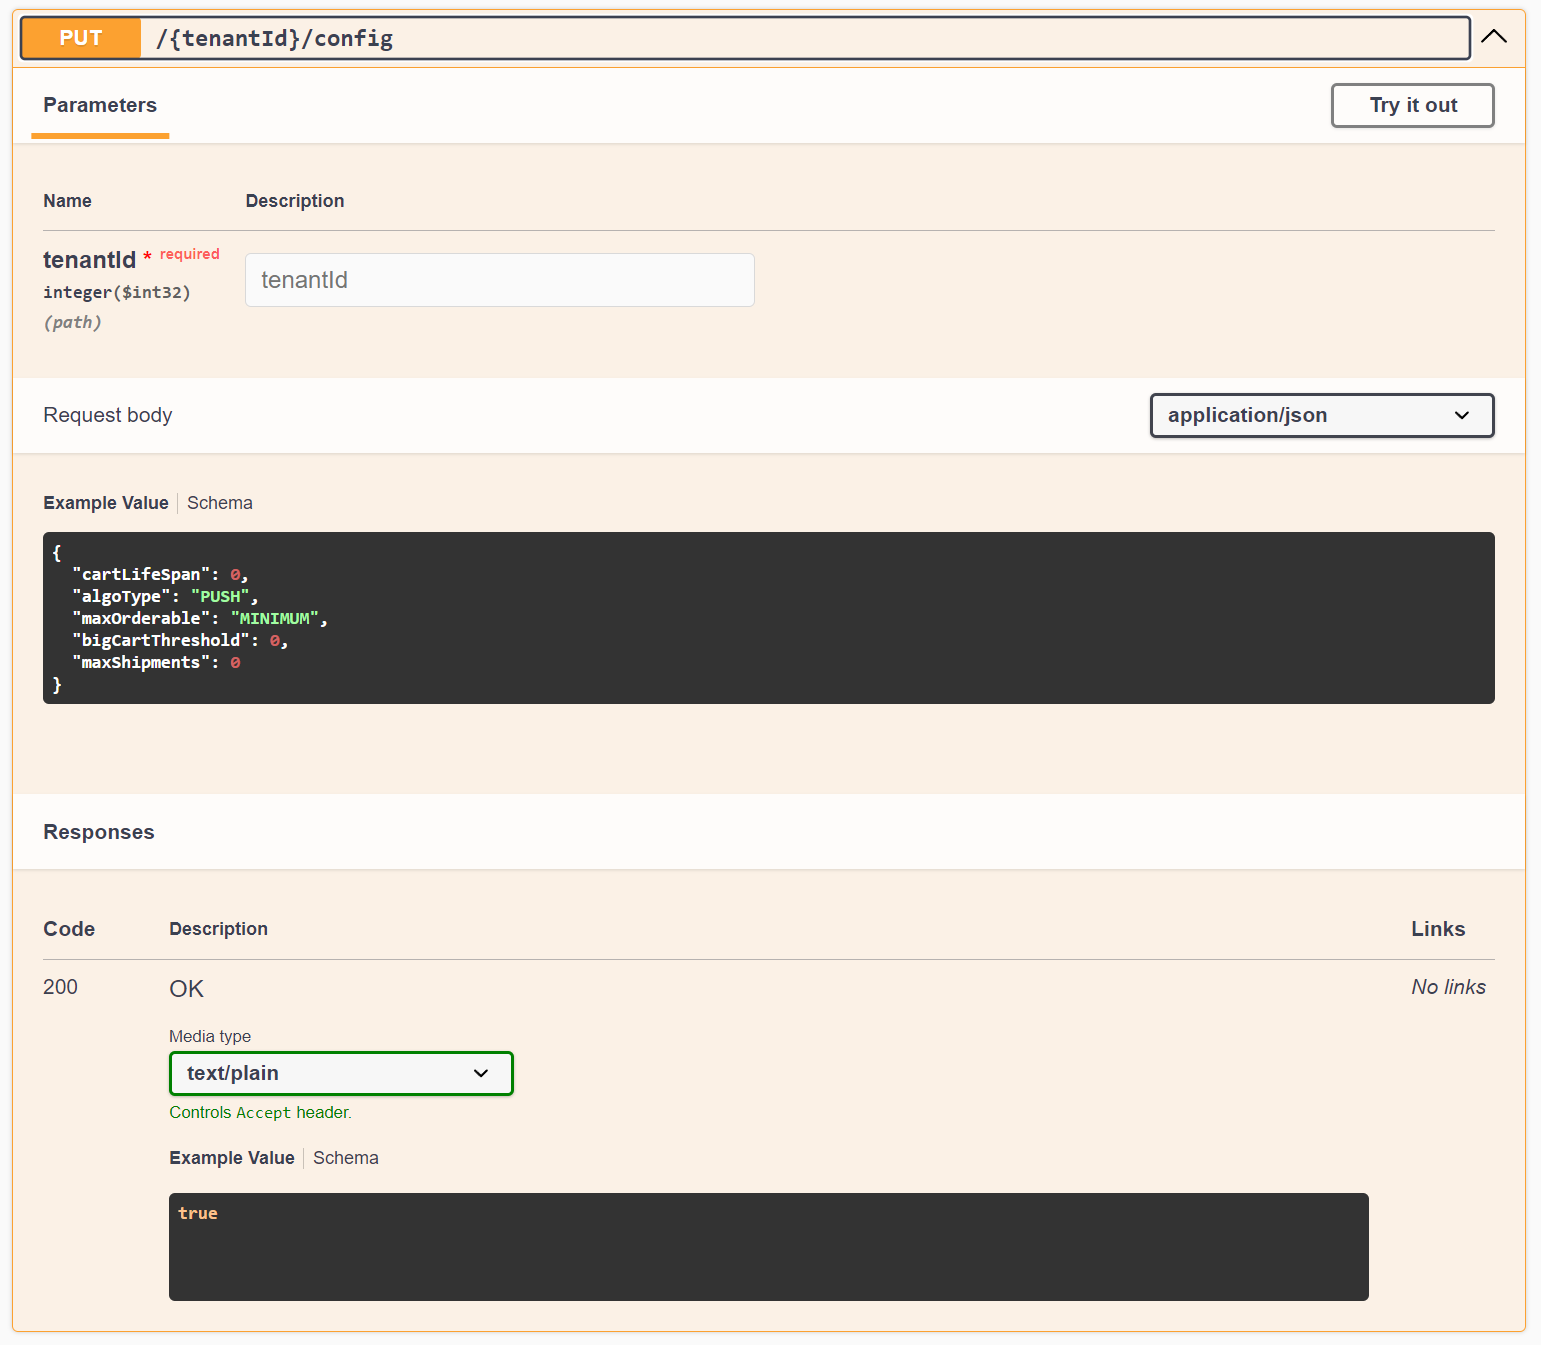 PUT /{tenantId}/config
Parameters
Try it out
Name Description
tenantId * required
integer($int32)
(path)
tenantId
Request body
application/json
Example Value Schema
{
  "cartLifeSpan": 0,
  "algoType": "PUSH",
  "maxOrderable": "MINIMUM",
  "bigCartThreshold": 0,
  "maxShipments": 0
}
Responses
Code Description Links
200 OK No links
Media type
text/plain
Controls Accept header.
Example Value Schema
true